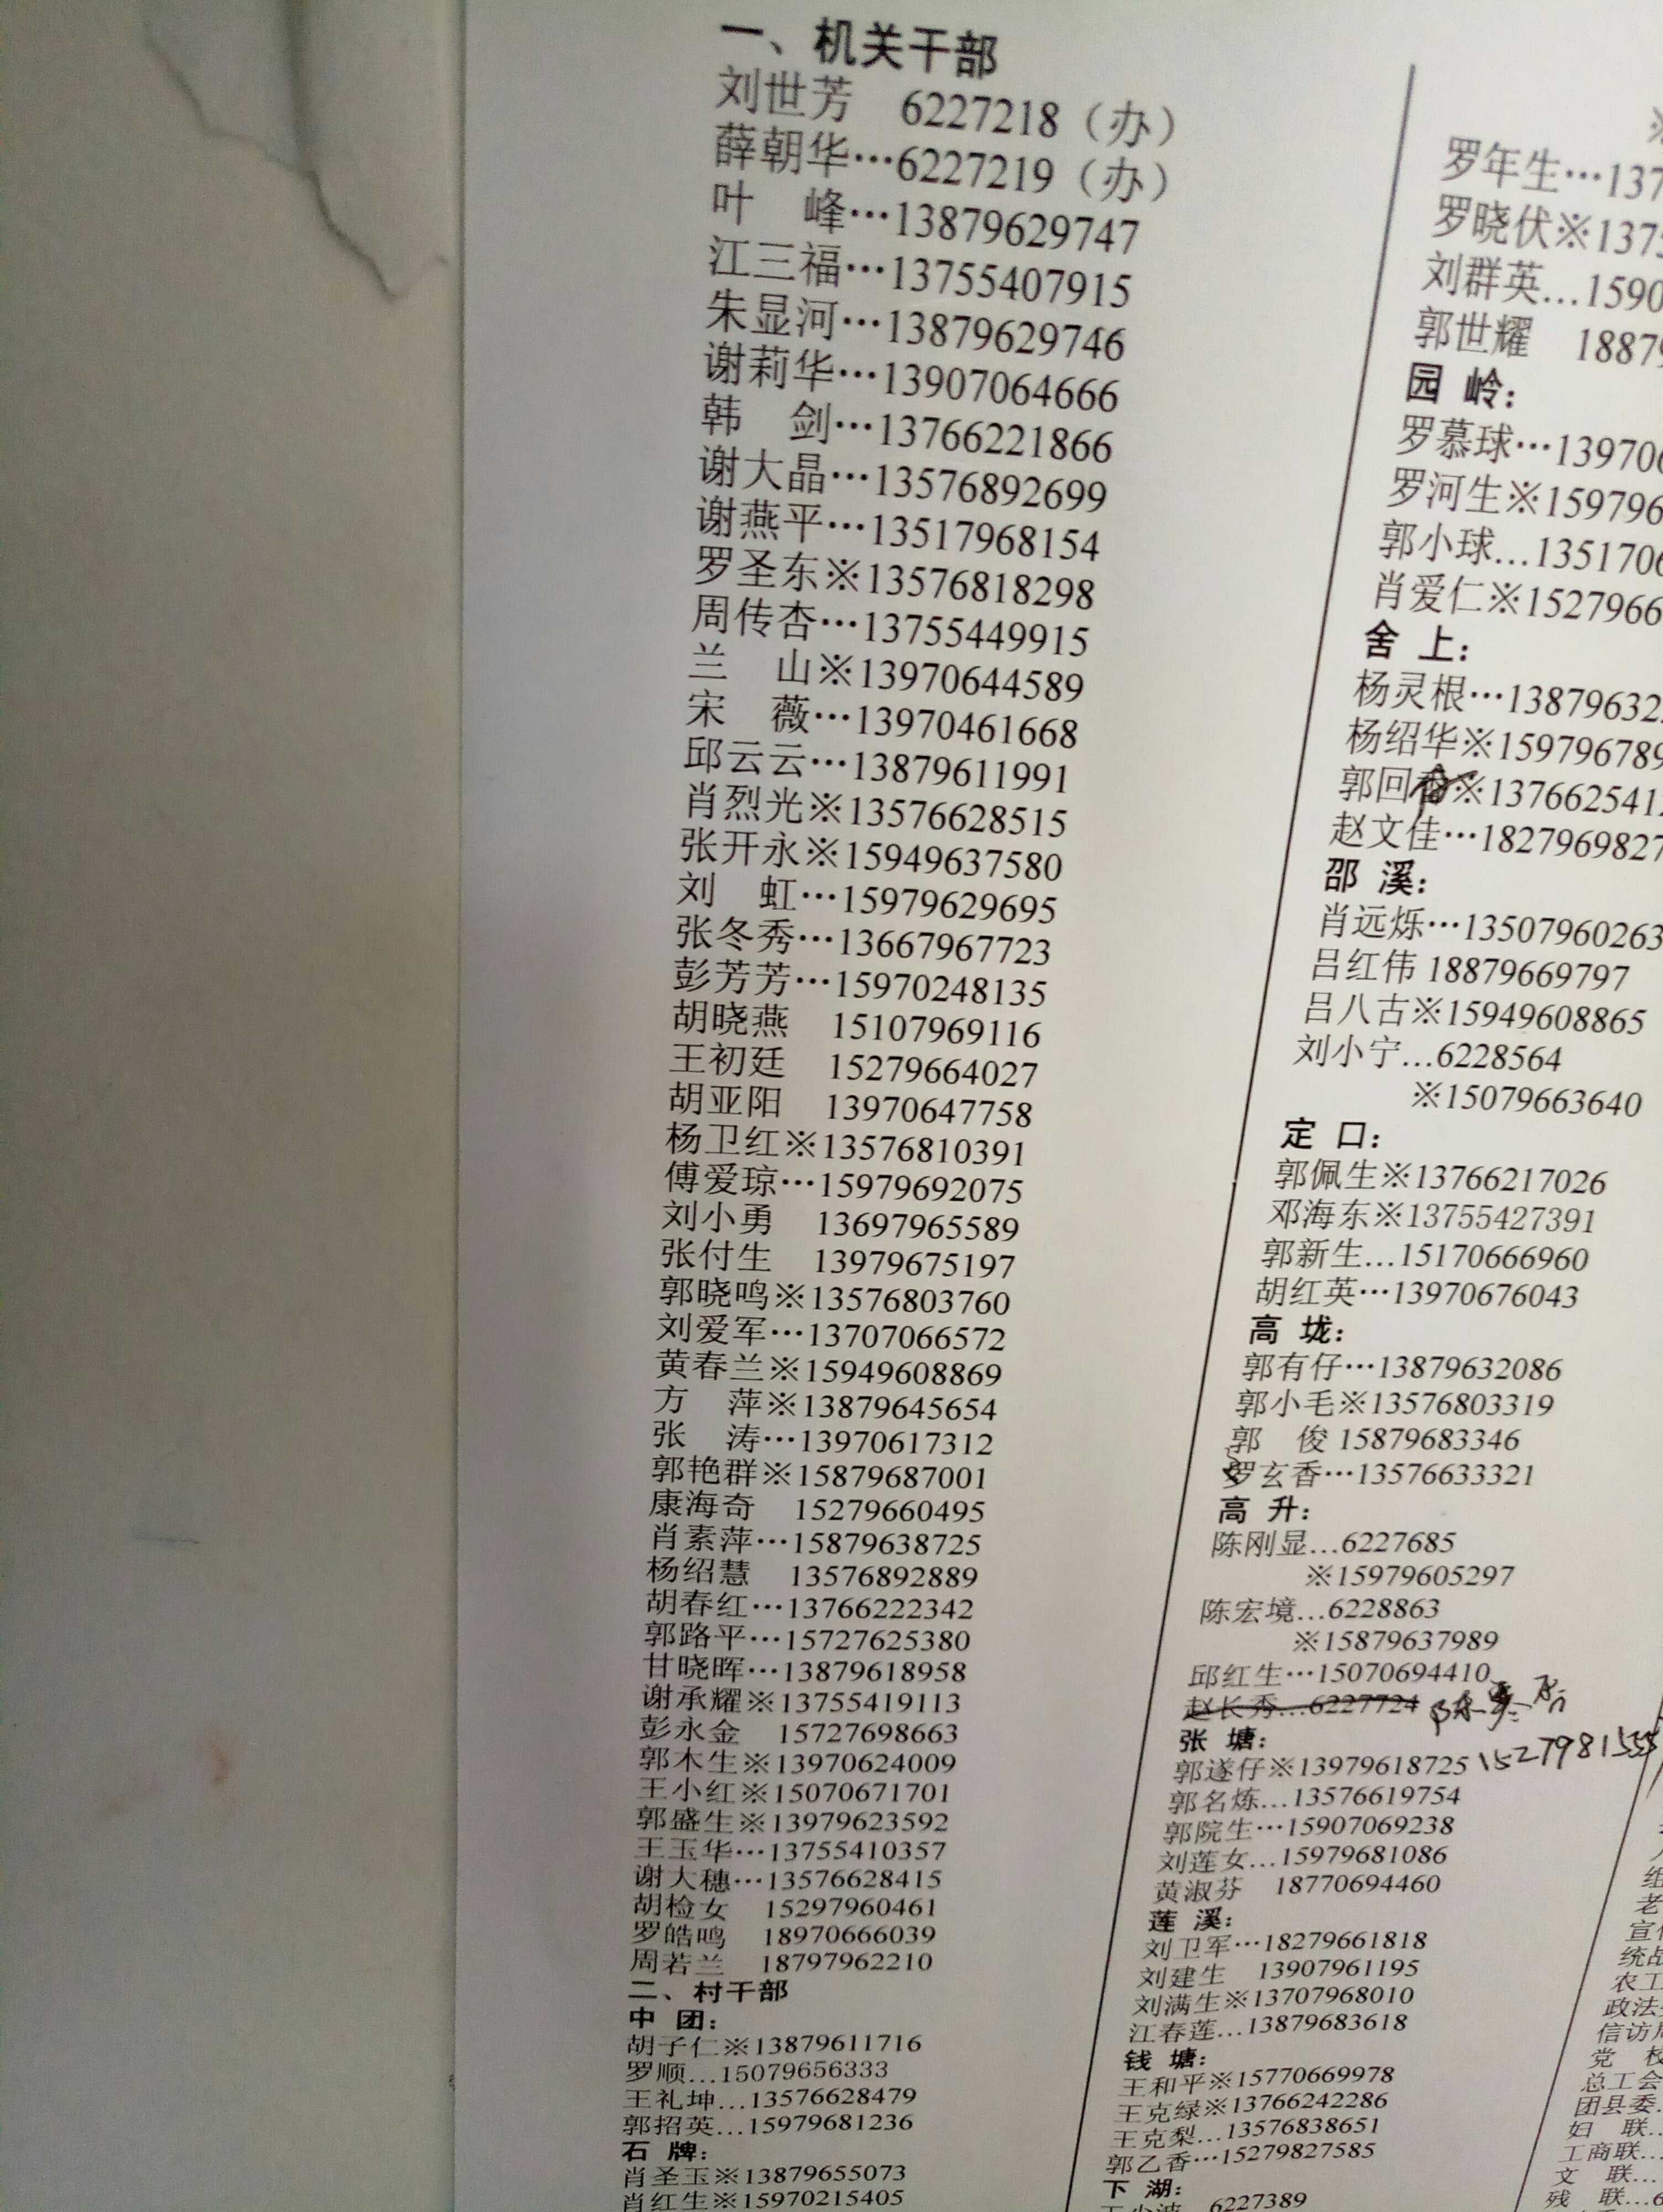 一、机关干部
刘世芳 6227218（办）
薛朝华…6227219（办）
叶 峰…13879629747
江三福…13755407915
朱显河…13879629746
谢莉华…13907064666
韩 剑…13766221866
谢大晶…13576892699
谢燕平…13517968154
罗圣东※13576818298
周传杏…13755449915
兰 山※13970644589
宋 薇…13970461668
邱云云…13879611991
肖烈光※13576628515
张开永※15949637580
刘 虹…15979629695
张冬秀…13667967723
彭芳芳…15970248135
胡晓燕 15107969116
王初廷 15279664027
胡亚阳 13970647758
杨卫红※13576810391
傅爱琼…15979692075
刘小勇 13697965589
张付生 13979675197
郭晓鸣※13576803760
刘爱军…13707066572
黄春兰※15949608869
方 萍※13879645654
张 涛…13970617312
郭艳群※15879687001
康海奇 15279660495
肖素萍…15879638725
杨绍慧 13576892889
胡春红…13766222342
郭路平…15727625380
甘晓晖…13879618958
谢承耀※13755419113
彭永金 15727698663
郭木生※13970624009
王小红※15070671701
郭盛生※13979623592
王玉华…13755410357
谢大穗…13576628415
胡检女 15297960461
罗皓鸣 18970666039
周若兰 18797962210
二、村干部
中 团：
胡子仁※13879611716
罗顺…15079656333
王礼坤…13576628479
郭招英…15979681236
石 牌：
肖圣玉※13879655073
肖红生※15970215405
※
罗年生…137
罗晓伏※1375
刘群英…1590
郭世耀 18879
园 岭：
罗慕球…139706
罗河生※159796
郭小球…1351706
肖爱仁※1527966
舍 上：
杨灵根…13879632
杨绍华※159796789
郭回香※137662541
赵文佳…1827969827
邵 溪：
肖远烁…13507960263
吕红伟 18879669797
吕八古※15949608865
刘小宁…6228564
※15079663640
定 口：
郭佩生※13766217026
邓海东※13755427391
郭新生…15170666960
胡红英…13970676043
高 垅：
郭有仔…13879632086
郭小毛※13576803319
郭 俊 15879683346
罗玄香…13576633321
高 升：
陈刚显…6227685
※15979605297
陈宏境…6228863
※15879637989
邱红生…15070694410
赵长秀…6227724
张 塘：
郭遂仔※13979618725 15279815
郭名炼…13576619754
郭院生…15907069238
刘莲女…15979681086
黄淑芬 18770694460
莲 溪：
刘卫军…18279661818
刘建生 13907961195
刘满生※13707968010
江春莲…13879683618
钱 塘：
王和平※15770669978
王克绿※13766242286
王克梨…13576838651
郭乙香…15279827585
下 湖：
6227389
组
老
宣传
统战
农工
政法
信访局
党 校
总工会
团县委…
妇 联…
工商联…
文 联…
残 联…6